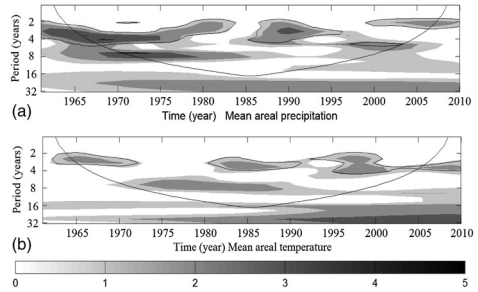 Period (years)
2
4
8
16
32
1965 1970 1975 1980 1985 1990 1995 2000 2005 2010
(a) Time (year) Mean areal precipitation
Period (years)
2
4
8
16
32
1965 1970 1975 1980 1985 1990 1995 2000 2005 2010
(b) Time (year) Mean areal temperature
0 1 2 3 4 5